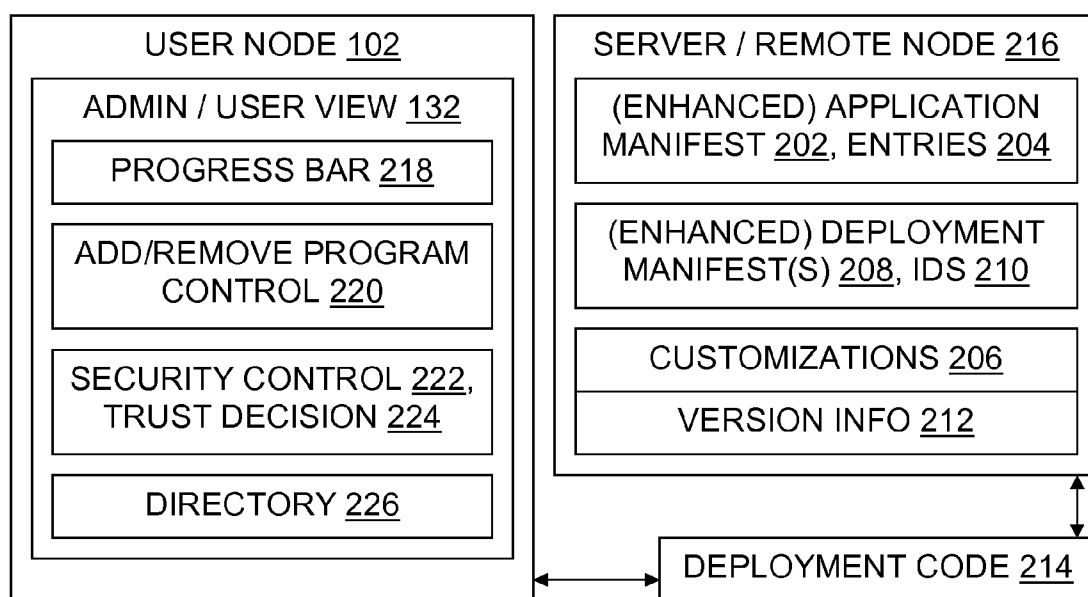 USER NODE 102
ADMIN / USER VIEW 132
PROGRESS BAR 218
ADD/REMOVE PROGRAM
CONTROL 220
SECURITY CONTROL 222,
TRUST DECISION 224
DIRECTORY 226
SERVER / REMOTE NODE 216
(ENHANCED) APPLICATION
MANIFEST 202, ENTRIES 204
(ENHANCED) DEPLOYMENT
MANIFEST(S) 208, IDS 210
CUSTOMIZATIONS 206
VERSION INFO 212
DEPLOYMENT CODE 214